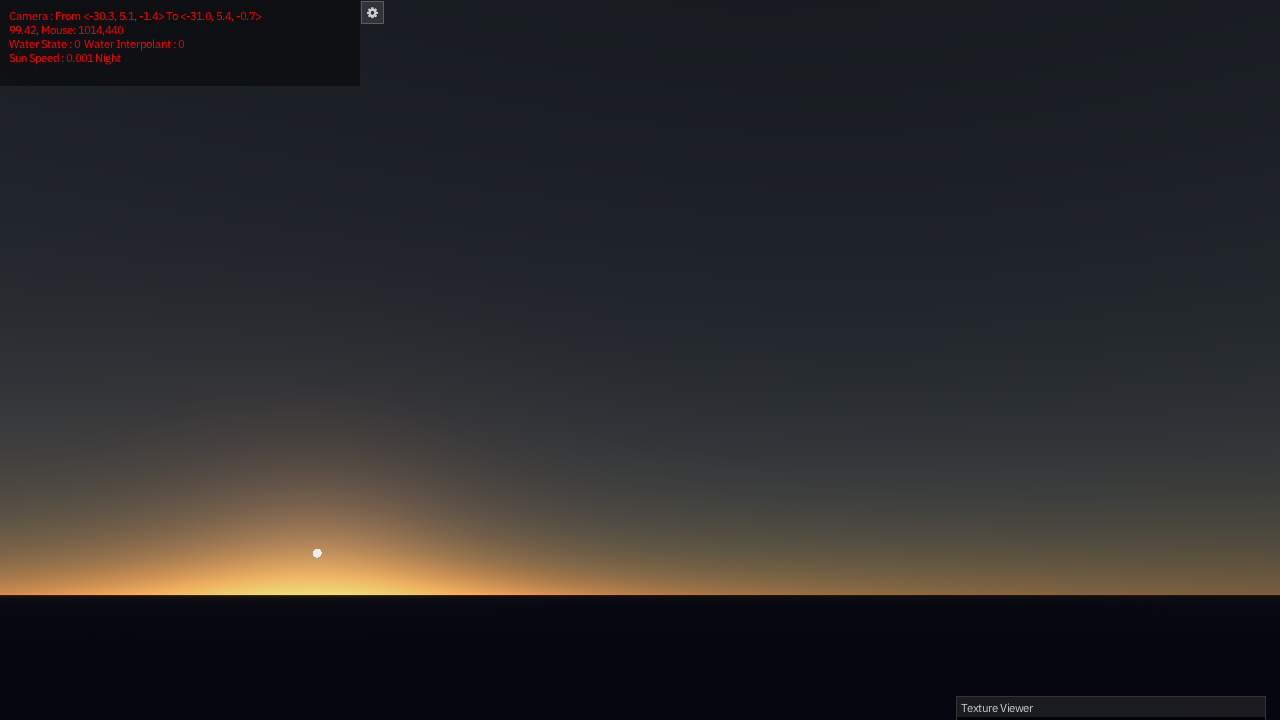 Camera : From <-30.3, 5.1, -1.4> To <-31.0, 5.4, -0.7>
99.42, Mouse: 1014,440
Water State : 0 Water Interpolant : 0
Sun Speed : 0.001 Night
Texture Viewer